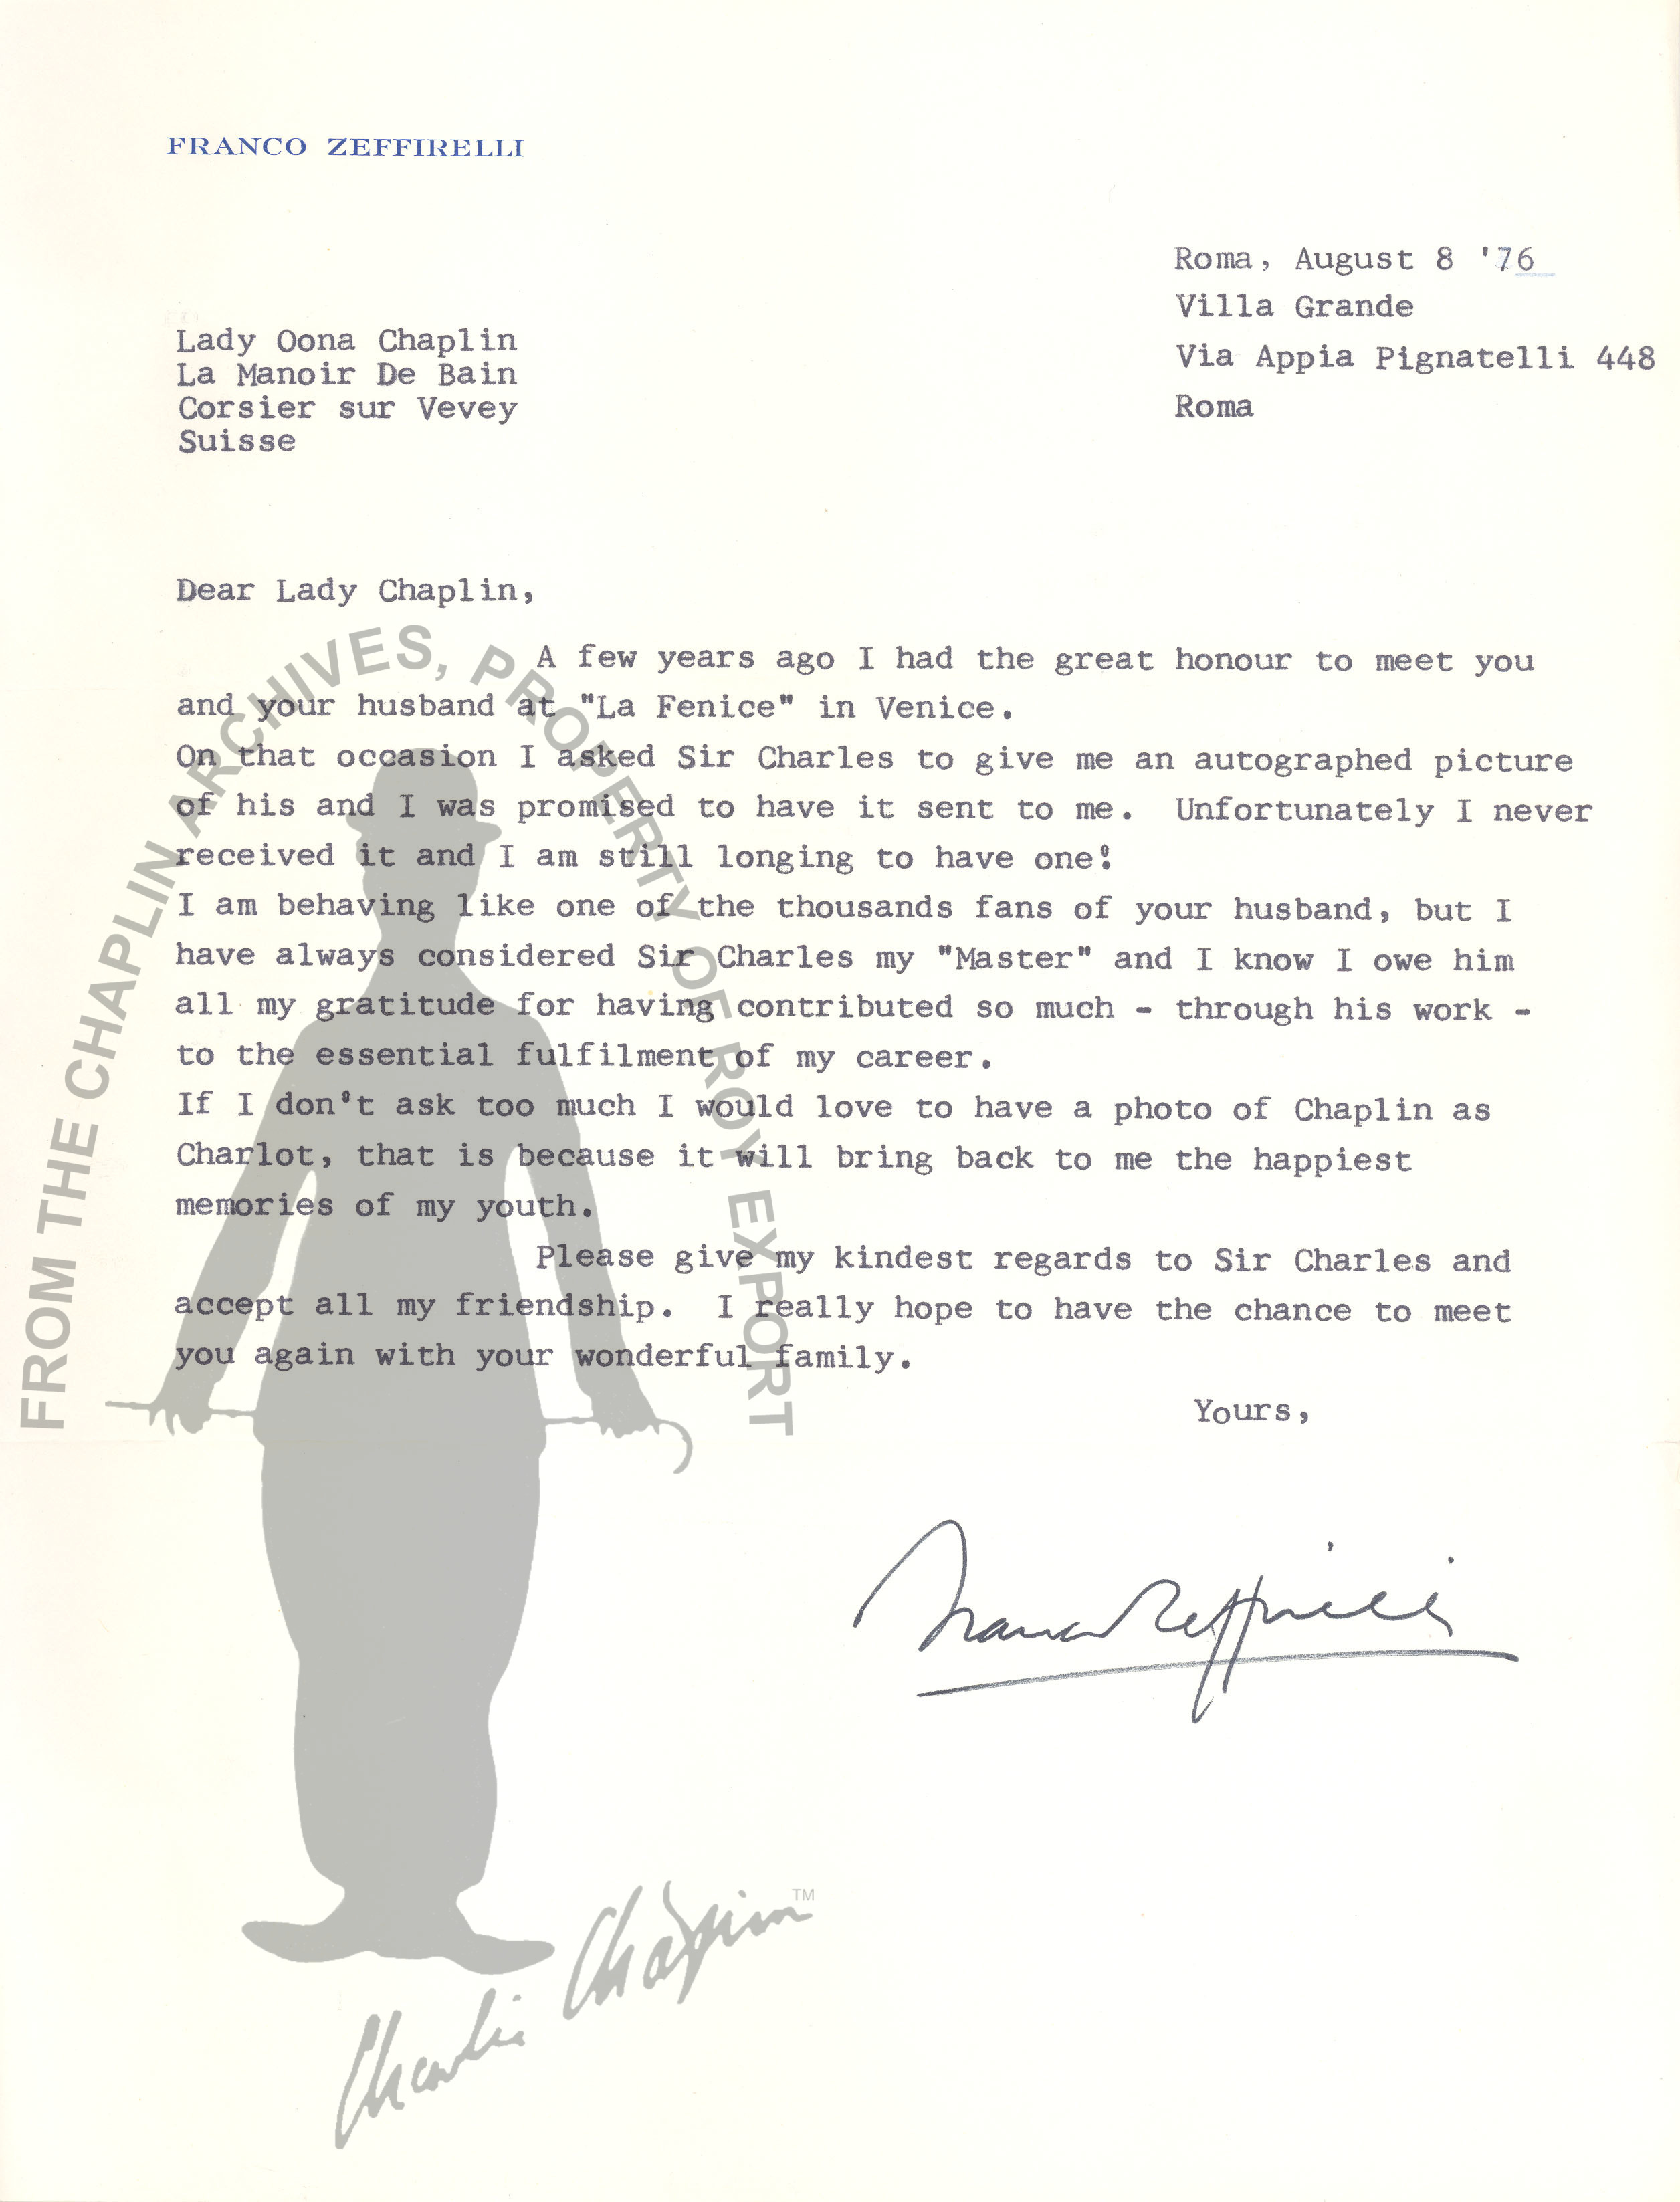 FRANCO ZEFFIRELLI
Roma, August 8 '76
Villa Grande
Via Appia Pignatelli 448
Roma
Lady Oona Chaplin
La Manoir De Bain
Corsier sur Vevey
Suisse
Dear Lady Chaplin,
A few years ago I had the great honour to meet you
and your husband at "La Fenice" in Venice.
On that occasion I asked Sir Charles to give me an autographed picture
of his and I was promised to have it sent to me. Unfortunately I never
received it and I am still longing to have one!
I am behaving like one of the thousands fans of your husband, but I
have always considered Sir Charles my "Master" and I know I owe him
all my gratitude for having contributed so much - through his work -
to the essential fulfilment of my career.
If I don't ask too much I would love to have a photo of Chaplin as
Charlot, that is because it will bring back to me the happiest
memories of my youth.
Please give my kindest regards to Sir Charles and
accept all my friendship. I really hope to have the chance to meet
you again with your wonderful family.
Yours,
Franco Zeffirelli
FROM THE CHAPLIN ARCHIVES, PROPERTY OF ROY EXPORT
Charlie Chaplin TM